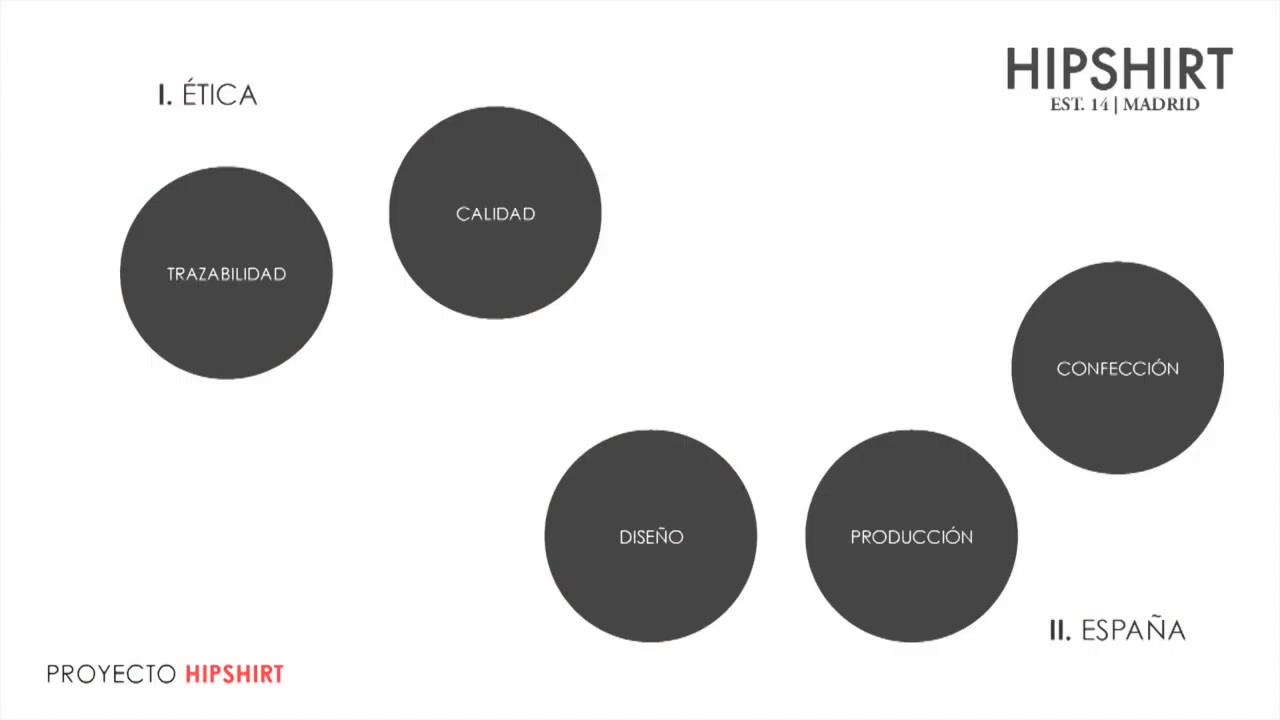 HIPSHIRT
EST. 14 | MADRID
I. ÉTICA
CALIDAD
TRAZABILIDAD
CONFECCIÓN
DISEÑO
PRODUCCIÓN
II. ESPAÑA
PROYECTO HIPSHIRT